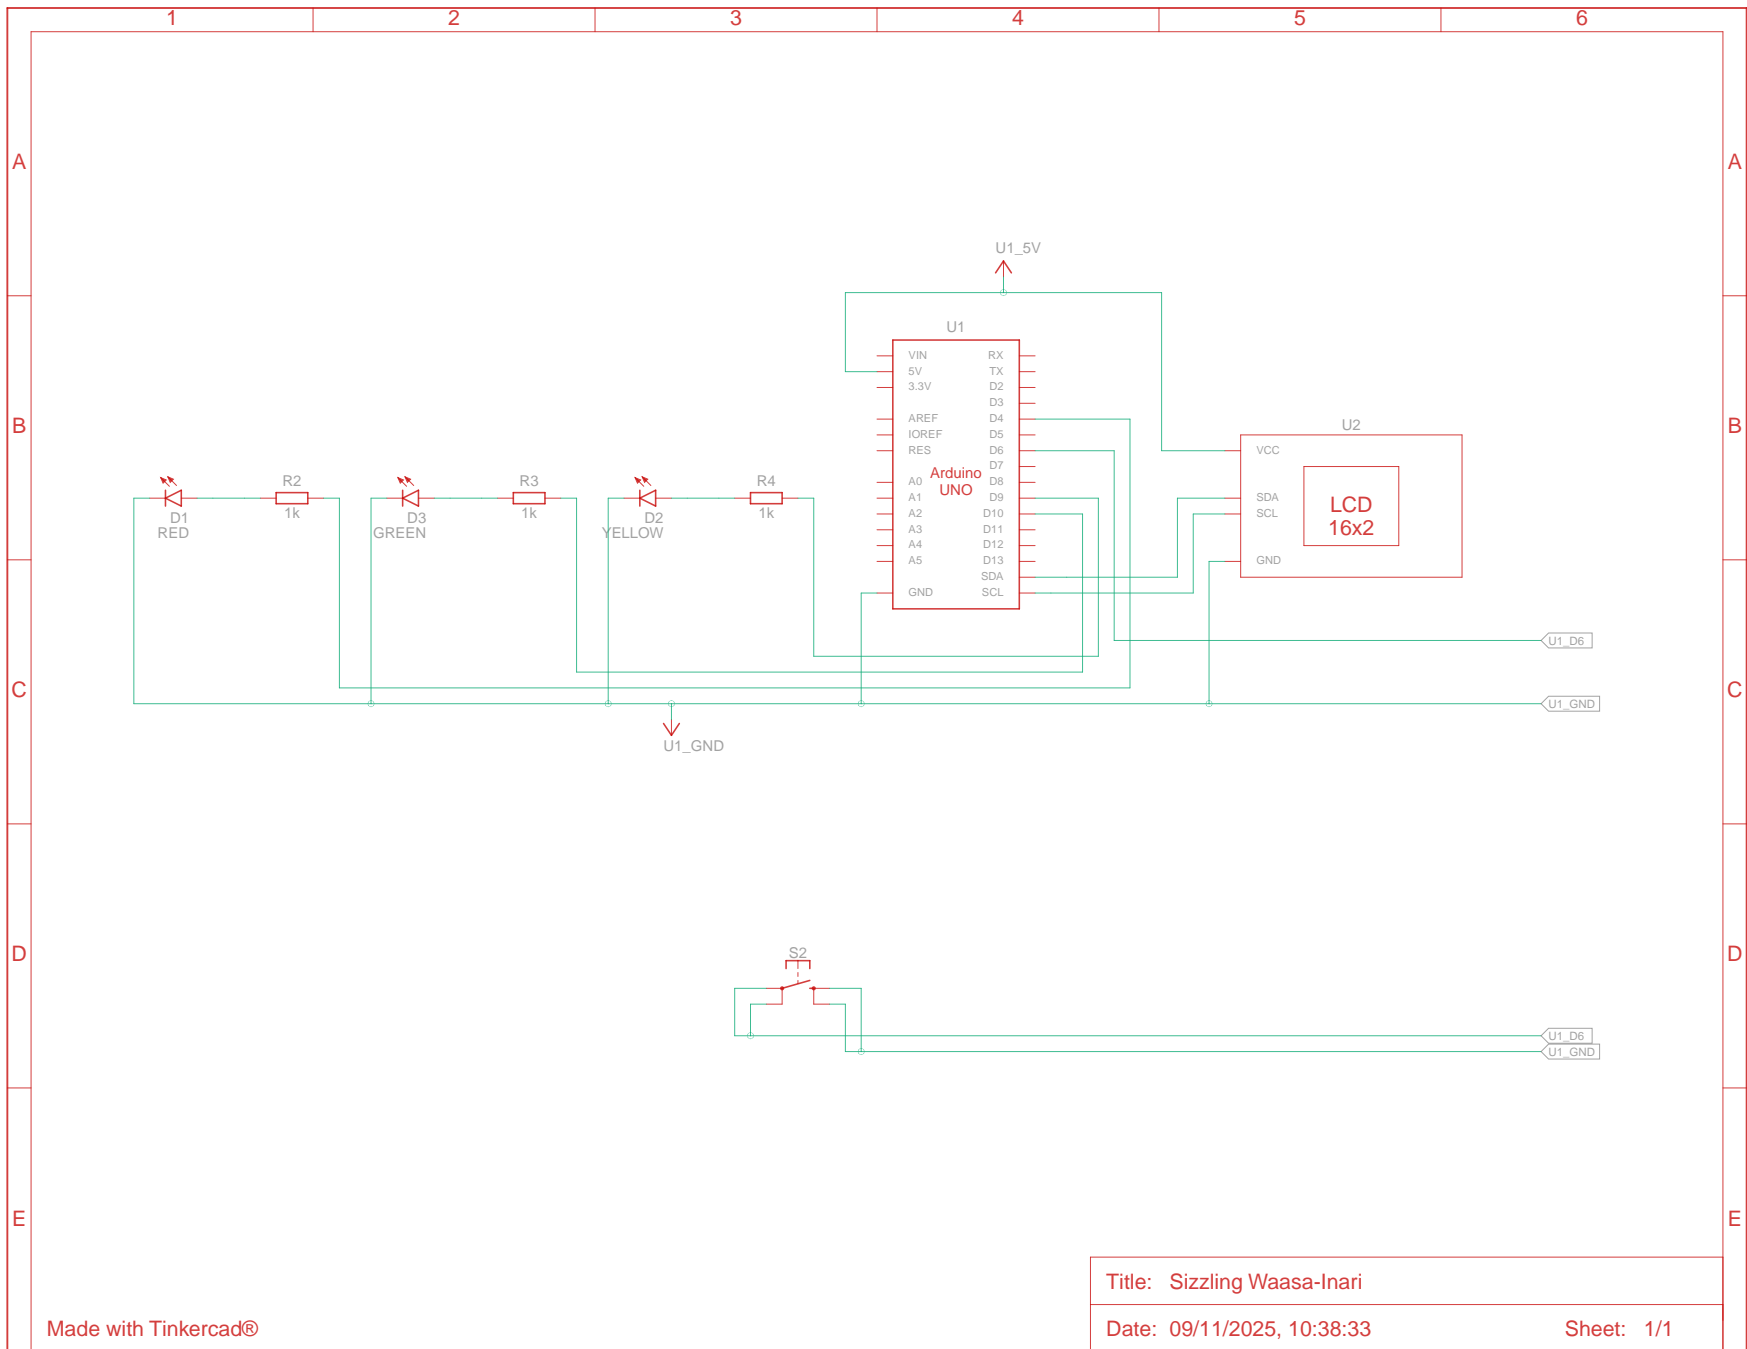 1 2 3 4 5 6
A A
U1_5V
U1
VIN RX
5V TX
3.3V D2
D3
AREF D4
IOREF D5
RES D6
D7
A0 D8
A1 D9
A2 D10
A3 D11
A4 D12
A5 D13
SDA
GND SCL
Arduino
UNO
B B
U2
VCC
SDA
SCL
GND
LCD
16x2
D1
RED
R2
1k
D3
GREEN
R3
1k
D2
YELLOW
R4
1k
U1_D6
C C
U1_GND
U1_GND
D D
S2
U1_D6
U1_GND
E E
Title: Sizzling Waasa-Inari
Made with Tinkercad®
Date: 09/11/2025, 10:38:33 Sheet: 1/1